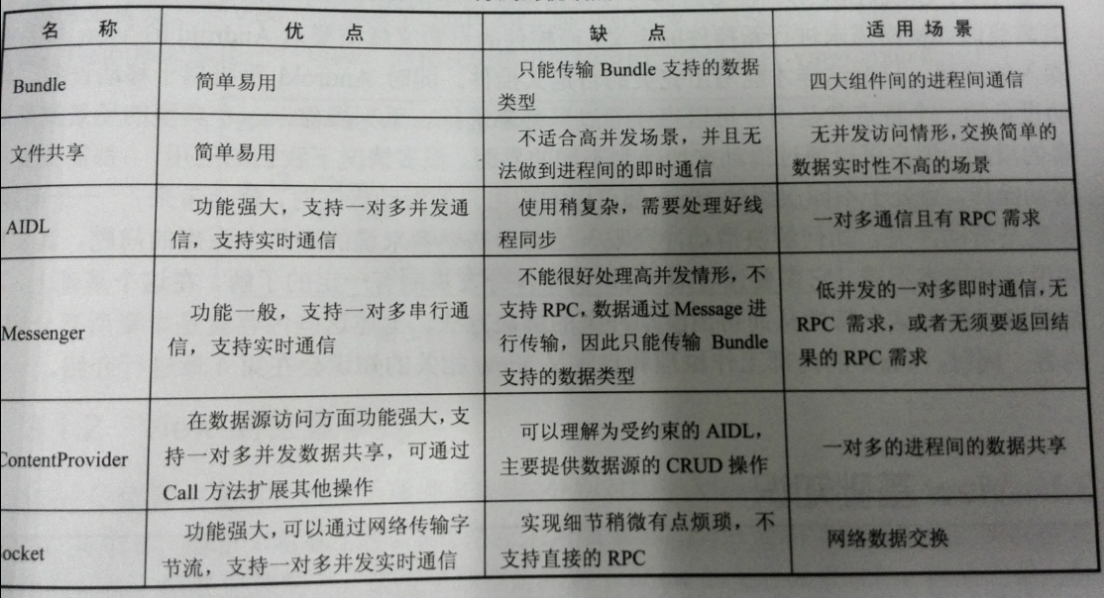 名 称 优 点 缺 点 适 用 场 景
Bundle 简单易用 只能传输 Bundle 支持的数据
类型 四大组件间的进程间通信
文件共享 简单易用 不适合高并发场景，并且无
法做到进程间的即时通信 无并发访问情形，交换简单的
数据实时性不高的场景
AIDL 功能强大，支持一对多并发通
信，支持实时通信 使用稍复杂，需要处理好线
程同步 一对多通信且有 RPC 需求
Messenger 功能一般，支持一对多串行通
信，支持实时通信 不能很好处理高并发情形，不
支持 RPC，数据通过 Message 进
行传输，因此只能传输 Bundle
支持的数据类型 低并发的一对多即时通信，无
RPC 需求，或者无须要返回结
果的 RPC 需求
ContentProvider 在数据源访问方面功能强大，支
持一对多并发数据共享，可通过
Call 方法扩展其他操作 可以理解为受约束的 AIDL，
主要提供数据源的 CRUD 操作 一对多的进程间的数据共享
ocket 功能强大，可以通过网络传输字
节流，支持一对多并发实时通信 实现细节稍微有点烦琐，不
支持直接的 RPC 网络数据交换